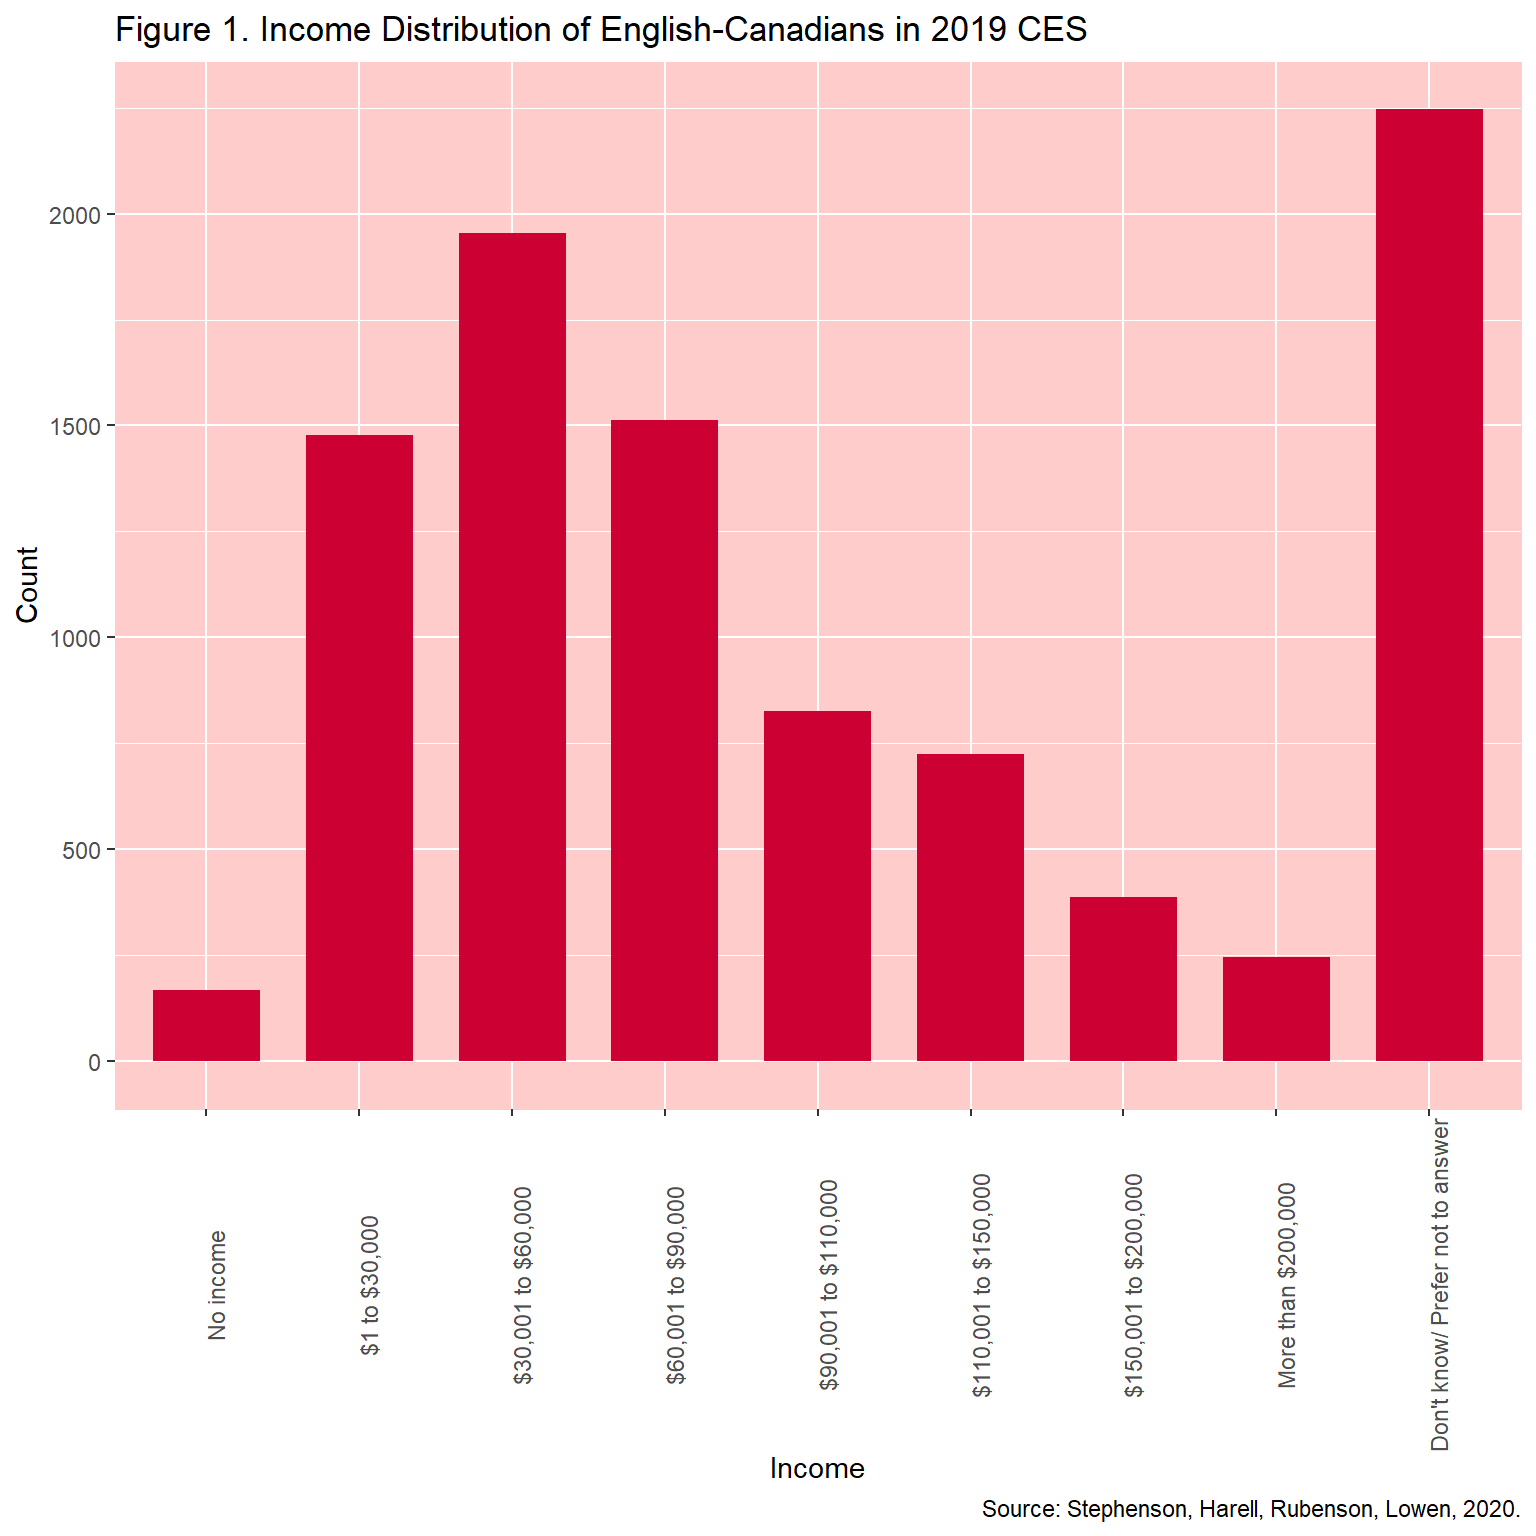 Figure 1. Income Distribution of English-Canadians in 2019 CES
Count
2000
1500
1000
500
0
No income
$1 to $30,000
$30,001 to $60,000
$60,001 to $90,000
$90,001 to $110,000
$110,001 to $150,000
$150,001 to $200,000
More than $200,000
Don't know/ Prefer not to answer
Income
Source: Stephenson, Harell, Rubenson, Lowen, 2020.